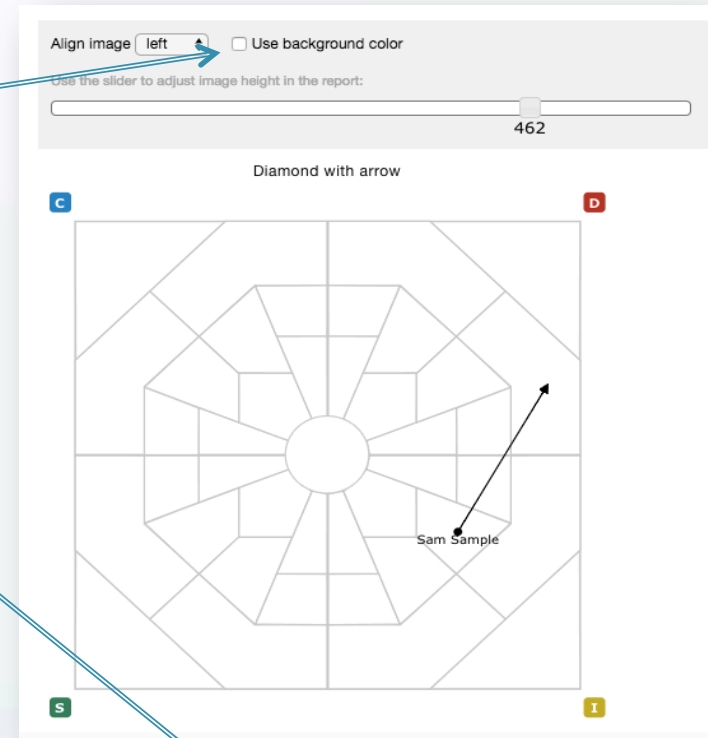 Align image left Use background color
Use the slider to adjust image height in the report:
462
Diamond with arrow
C D
Sam Sample
S I